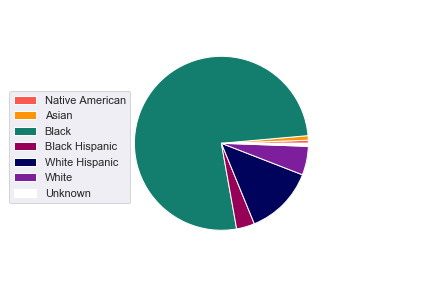 Native American
Asian
Black
Black Hispanic
White Hispanic
White
Unknown